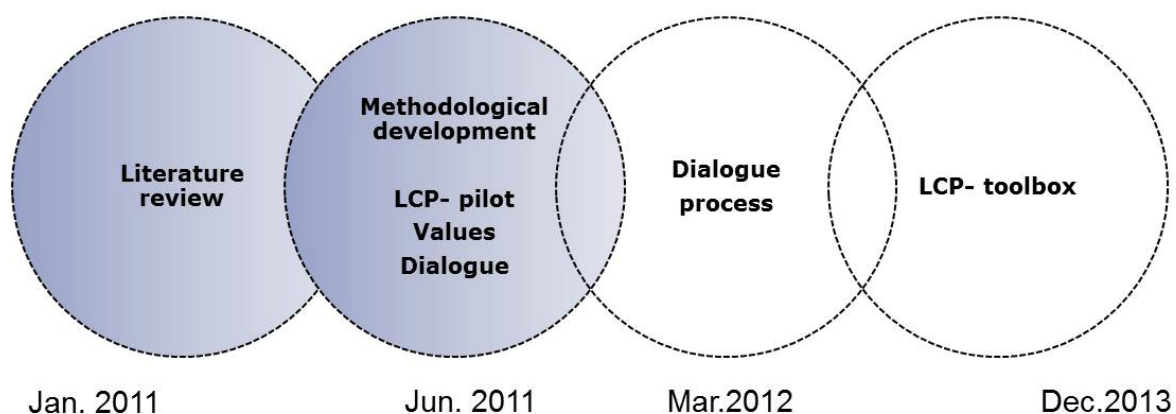 Literature
review
Methodological
development
LCP- pilot
Values
Dialogue
Dialogue
process
LCP- toolbox
Jan. 2011
Jun. 2011
Mar.2012
Dec.2013